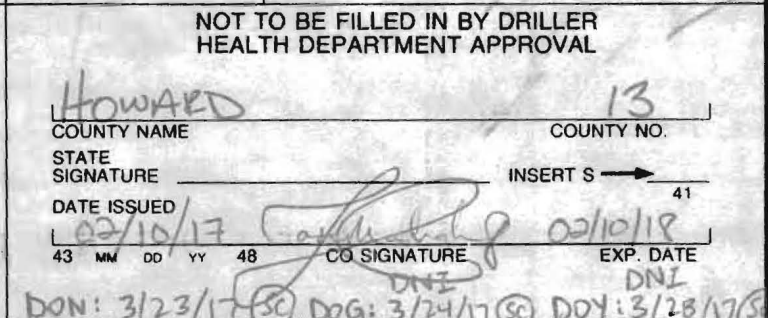 NOT TO BE FILLED IN BY DRILLER
HEALTH DEPARTMENT APPROVAL
HOWARD 13
COUNTY NAME COUNTY NO.
STATE
SIGNATURE INSERT S
41
DATE ISSUED
02/10/17 02/10/18
43 MM DD YY 48 CO SIGNATURE EXP. DATE
DNI DNI
DON: 3/23/17 SC DOG: 3/24/17 SC DOY: 3/28/17